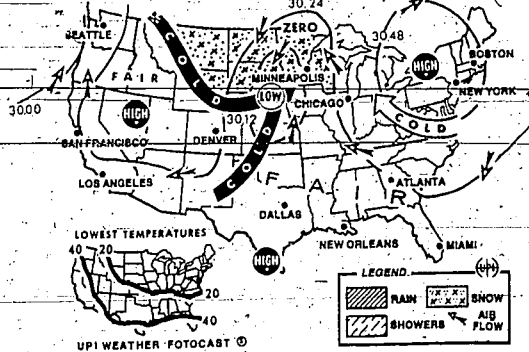 30.24
ZERO
SEATTLE
30.48
BOSTON
COLD
FAIR
HIGH
MINNEAPOLIS
LOW
NEW YORK
30.00
HIGH
CHICAGO
30.12
COLD
SAN FRANCISCO
DENVER
COLD
LOS ANGELES
FAIR
ATLANTA
DALLAS
LOWEST TEMPERATURES
NEW ORLEANS
MIAMI
40
20
HIGH
LEGEND
UPI
RAIN
SNOW
20
SHOWERS
AIR
FLOW
40
UPI WEATHER FOTOCAST ©